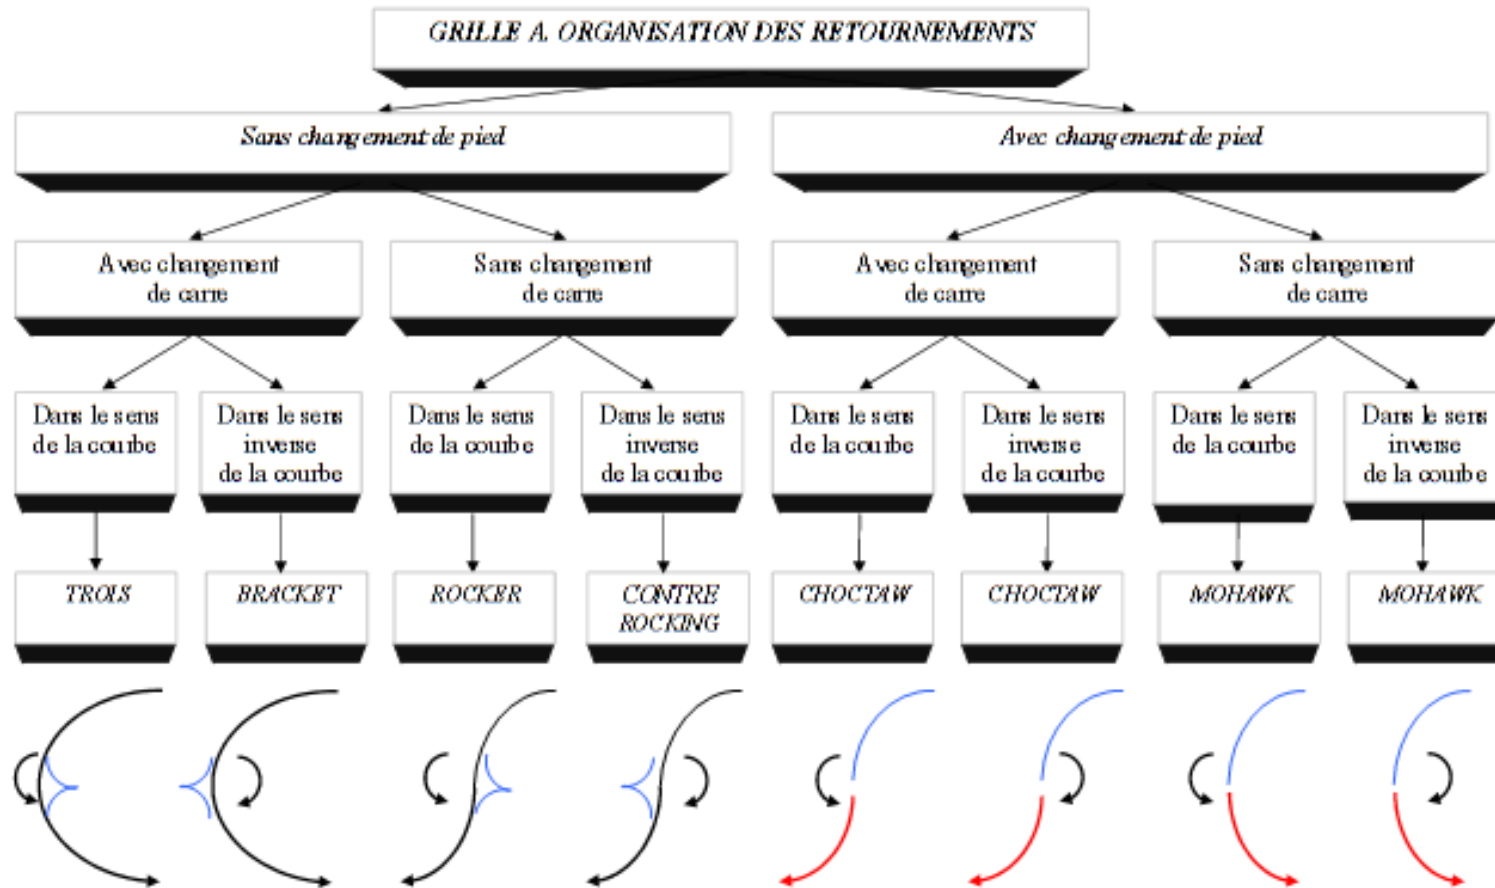 GRILLE A. ORGANISATION DES RETOURNEMENTS
Sans changement de pied
Avec changement de pied
Avec changement
de carre
Sans changement
de carre
Avec changement
de carre
Sans changement
de carre
Dans le sens
de la courbe
Dans le sens
inverse
de la courbe
Dans le sens
de la courbe
Dans le sens
inverse
de la courbe
Dans le sens
de la courbe
Dans le sens
inverse
de la courbe
Dans le sens
de la courbe
Dans le sens
inverse
de la courbe
TROIS
BRACKET
ROCKER
CONTRE
ROCKING
CHOCTAW
CHOCTAW
MOHAWK
MOHAWK